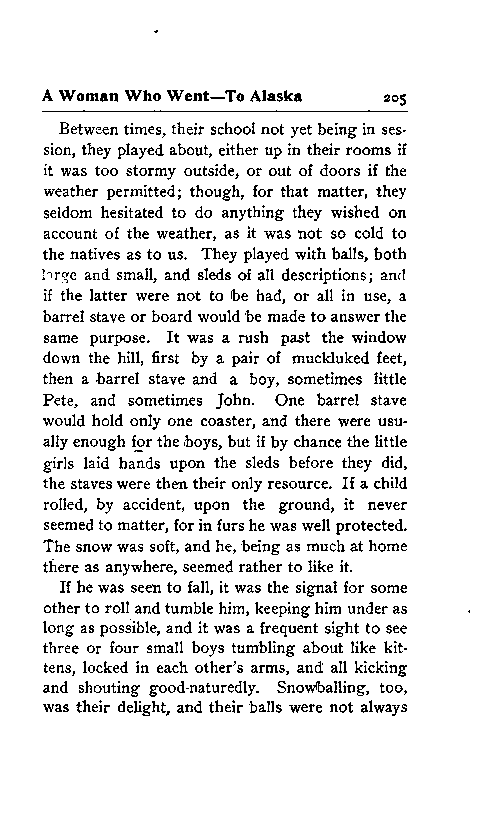 A Woman Who Went—To Alaska 205
Between times, their school not yet being in ses-
sion, they played about, either up in their rooms if
it was too stormy outside, or out of doors if the
weather permitted; though, for that matter, they
seldom hesitated to do anything they wished on
account of the weather, as it was not so cold to
the natives as to us. They played with balls, both
large and small, and sleds of all descriptions; and
if the latter were not to be had, or all in use, a
barrel stave or board would be made to answer the
same purpose. It was a rush past the window
down the hill, first by a pair of muckluked feet,
then a barrel stave and a boy, sometimes little
Pete, and sometimes John. One barrel stave
would hold only one coaster, and there were usu-
ally enough for the boys, but if by chance the little
girls laid hands upon the sleds before they did,
the staves were then their only resource. If a child
rolled, by accident, upon the ground, it never
seemed to matter, for in furs he was well protected.
The snow was soft, and he, being as much at home
there as anywhere, seemed rather to like it.
If he was seen to fall, it was the signal for some
other to roll and tumble him, keeping him under as
long as possible, and it was a frequent sight to see
three or four small boys tumbling about like kit-
tens, locked in each other's arms, and all kicking
and shouting good-naturedly. Snowballing, too,
was their delight, and their balls were not always